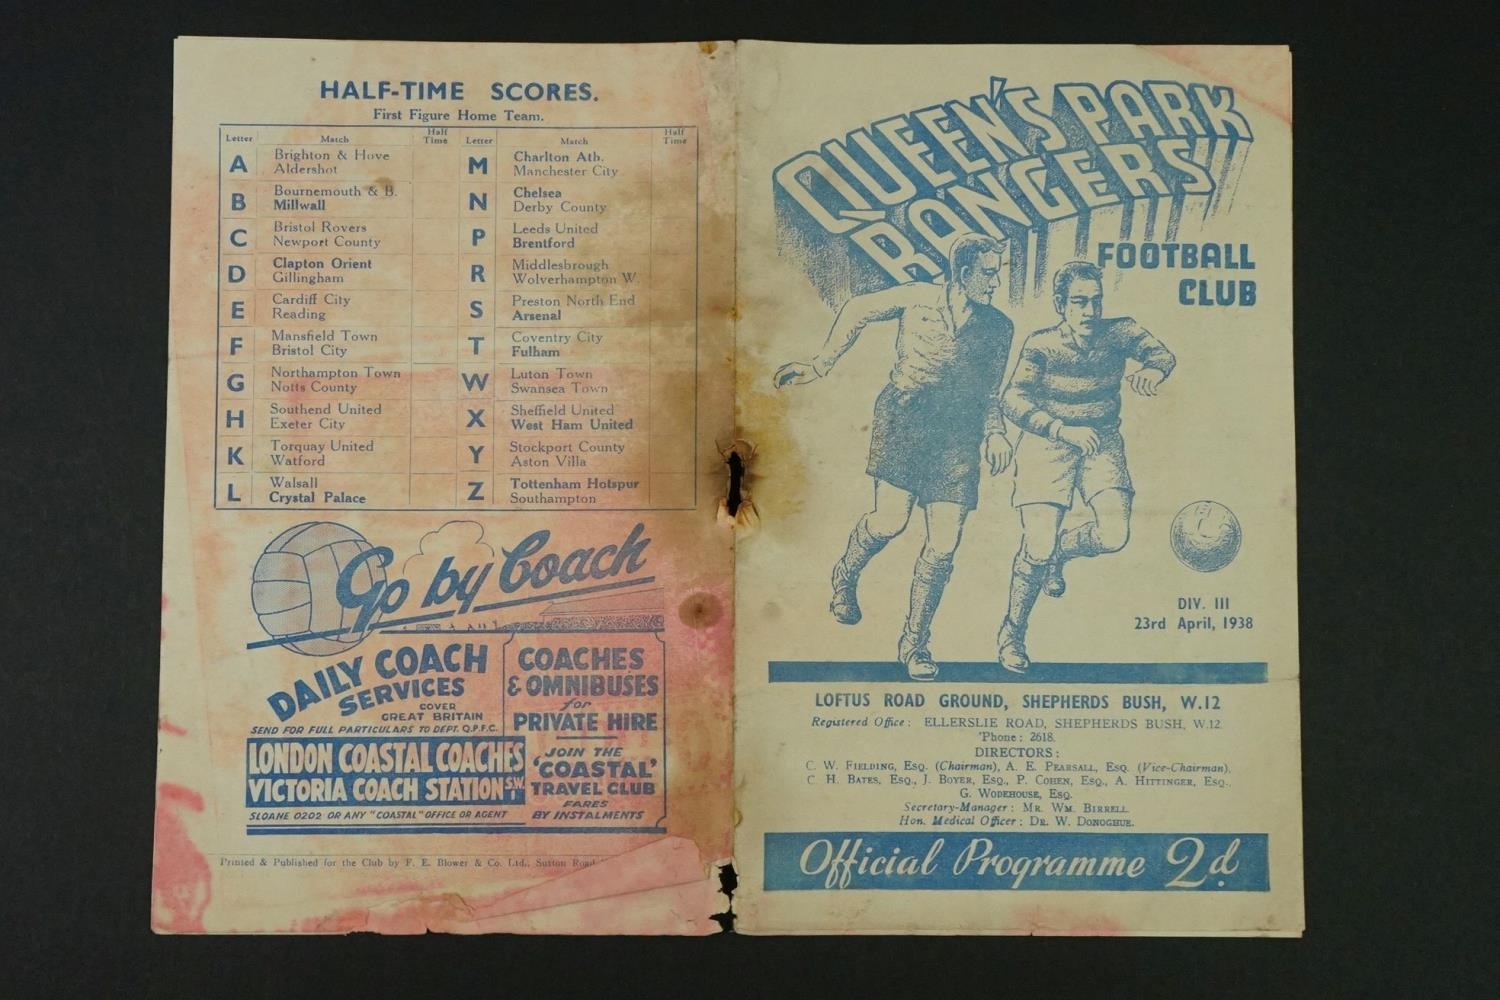 HALF-TIME SCORES.
First Figure Home Team.
Letter Match Half Time Letter Match Half Time
A Brighton & Hove
Aldershot
B Bournemouth & B.
Millwall
C Bristol Rovers
Newport County
D Clapton Orient
Gillingham
E Cardiff City
Reading
F Mansfield Town
Bristol City
G Northampton Town
Notts County
H Southend United
Exeter City
K Torquay United
Watford
L Walsall
Crystal Palace
M Charlton Ath.
Manchester City
N Chelsea
Derby County
P Leeds United
Brentford
R Middlesbrough
Wolverhampton W.
S Preston North End
Arsenal
T Coventry City
Fulham
W Luton Town
Swansea Town
X Sheffield United
West Ham United
Y Stockport County
Aston Villa
Z Tottenham Hotspur
Southampton
Go by Coach
DAILY COACH
SERVICES
COVER
GREAT BRITAIN
SEND FOR FULL PARTICULARS TO DEPT. Q.P.F.C.
LONDON COASTAL COACHES
VICTORIA COACH STATION S.W.1
SLOANE 0202 OR ANY "COASTAL" OFFICE OR AGENT
COACHES
& OMNIBUSES
for
PRIVATE HIRE
JOIN THE
'COASTAL'
TRAVEL CLUB
FARES
BY INSTALMENTS
Printed & Published for the Club by F. E. Blower & Co. Ltd., Sutton Road
QUEEN'S PARK
RANGERS
FOOTBALL
CLUB
DIV. III
23rd April, 1938
LOFTUS ROAD GROUND, SHEPHERDS BUSH, W.12
Registered Office: ELLERSLIE ROAD, SHEPHERDS BUSH, W.12
'Phone: 2618.
DIRECTORS:
C. W. FIELDING, ESQ. (Chairman), A. E. PEARSALL, ESQ. (Vice-Chairman),
C. H. BATES, ESQ., J. BOYER, ESQ., P. COHEN, ESQ., A. HITTINGER, ESQ.,
G. WODEHOUSE, ESQ.
Secretary-Manager: MR. WM. BIRRELL.
Hon. Medical Officer: DR. W. DONOGHUE.
Official Programme 2d.